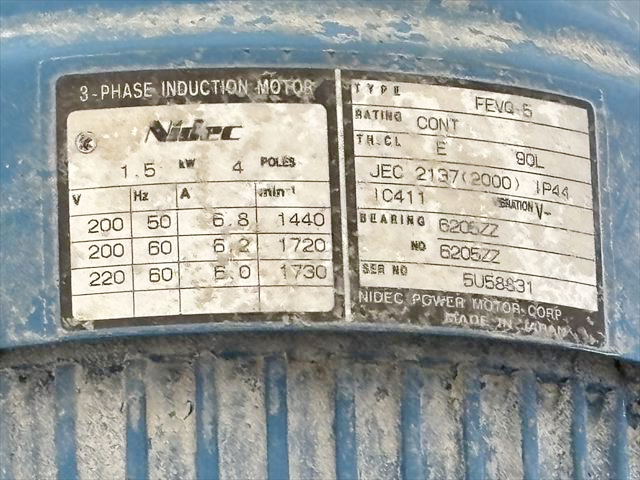 3-PHASE INDUCTION MOTOR
Nidec
1.5 kW 4 POLES
V Hz A min⁻¹
200 50 6.8 1440
200 60 6.2 1720
220 60 6.0 1730
TYPE FEVQ-5
RATING CONT
TH.CL E 90L
JEC 2137(2000) IP44
IC411 V-
BEARING 6205ZZ
NO 6205ZZ
SER NO
NIDEC POWER MOTOR CORP.
MADE IN JAPAN